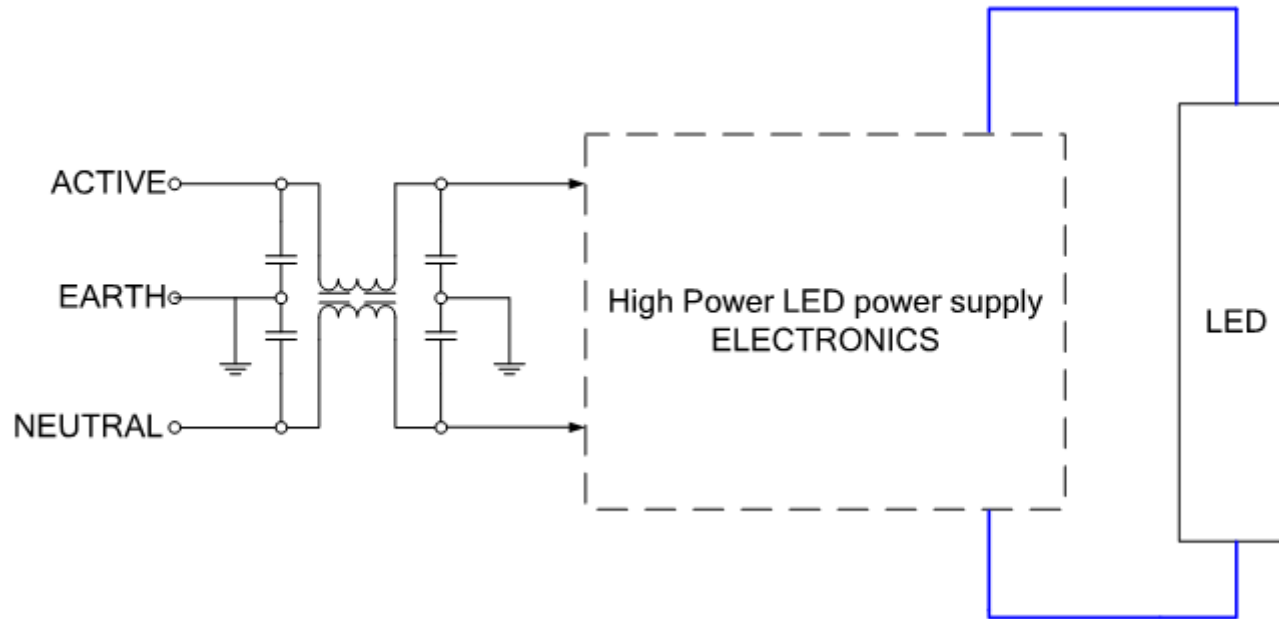 ACTIVE
EARTH
NEUTRAL
High Power LED power supply
ELECTRONICS
LED